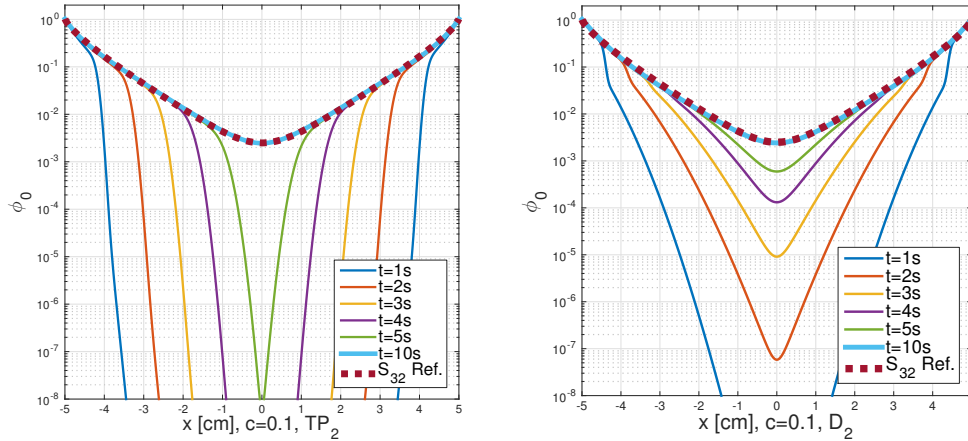 10^0
10^-1
10^-2
10^-3
10^-4
10^-5
10^-6
10^-7
10^-8
ϕ_0
-5 -4 -3 -2 -1 0 1 2 3 4 5
x [cm], c=0.1, TP_2
t=1s
t=2s
t=3s
t=4s
t=5s
t=10s
S_32 Ref.
10^0
10^-1
10^-2
10^-3
10^-4
10^-5
10^-6
10^-7
10^-8
ϕ_0
-5 -4 -3 -2 -1 0 1 2 3 4 5
x [cm], c=0.1, D_2
t=1s
t=2s
t=3s
t=4s
t=5s
t=10s
S_32 Ref.